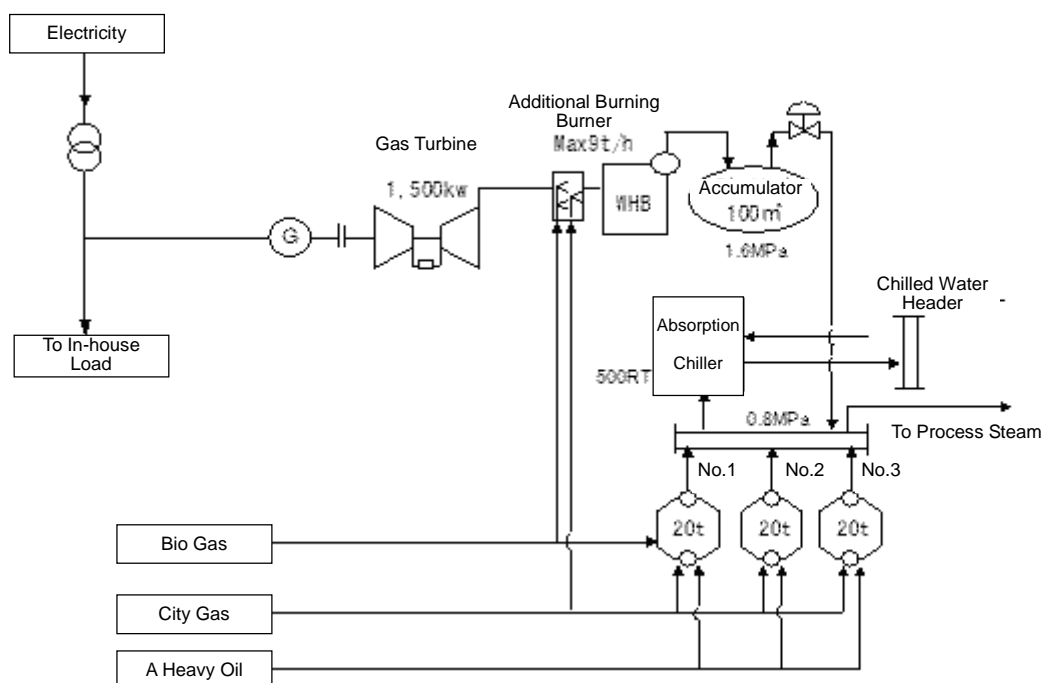 Electricity
Additional Burning
Burner
Max9t/h
Gas Turbine
1,500kw
WHB
Accumulator
100㎥
1.6MPa
G
Chilled Water
Header
-
To In-house
Load
Absorption
Chiller
500RT
0.8MPa
To Process Steam
No.1
No.2
No.3
20t
20t
20t
Bio Gas
City Gas
A Heavy Oil